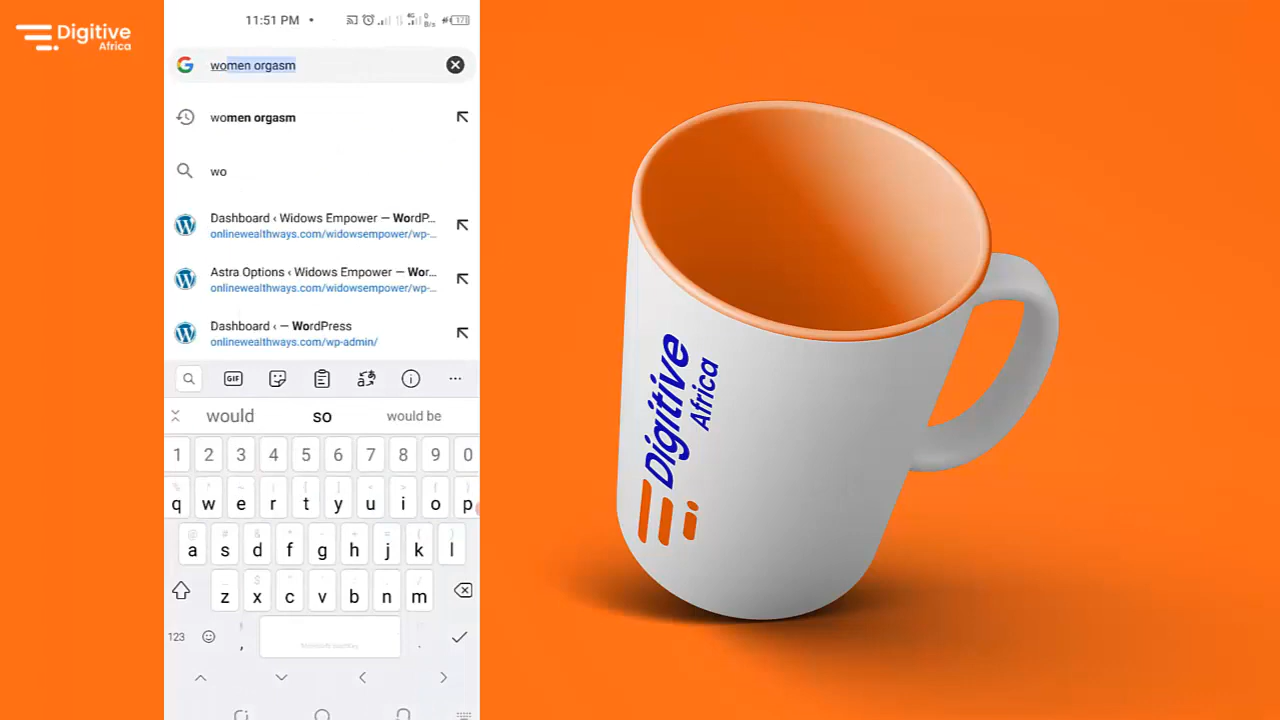 Digitive
Africa
11:51 PM
women orgasm
women orgasm
wo
Dashboard ‹ Widows Empower — WordP...
onlinewealthways.com/widowsempower/wp-...
Astra Options ‹ Widows Empower — Wor...
onlinewealthways.com/widowsempower/wp-...
Dashboard ‹ — WordPress
onlinewealthways.com/wp-admin/
GIF
would so would be
1 2 3 4 5 6 7 8 9 0
q w e r t y u i o p
a s d f g h j k l
z x c v b n m
123 , .
Digitive
Africa